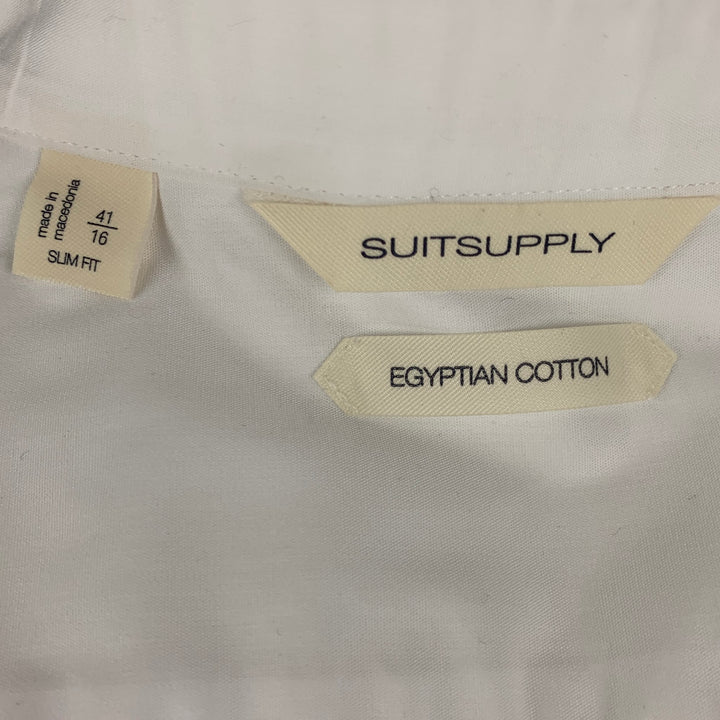 made in
macedonia
41
16
SLIM FIT
SUITSUPPLY
EGYPTIAN COTTON